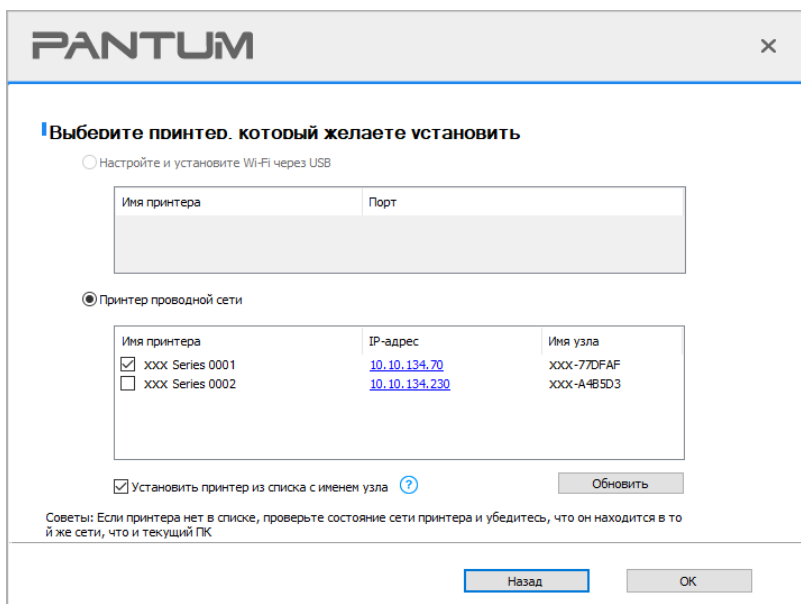 PANTUM
Выберите принтер, который желаете установить
Настройте и установите Wi-Fi через USB
Имя принтера Порт
Принтер проводной сети
Имя принтера IP-адрес Имя узла
XXX Series 0001 10.10.134.70 XXX-77DFAF
XXX Series 0002 10.10.134.230 XXX-A4B5D3
Установить принтер из списка с именем узла ? Обновить
Советы: Если принтера нет в списке, проверьте состояние сети принтера и убедитесь, что он находится в то
й же сети, что и текущий ПК
Назад OK